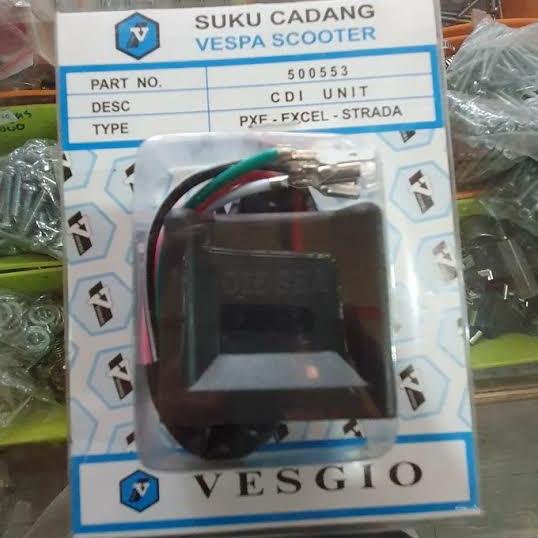 SUKU CADANG
VESPA SCOOTER
PART NO. 500553
DESC CDI UNIT
TYPE PXE - EXCEL - STRADA
VESGIO